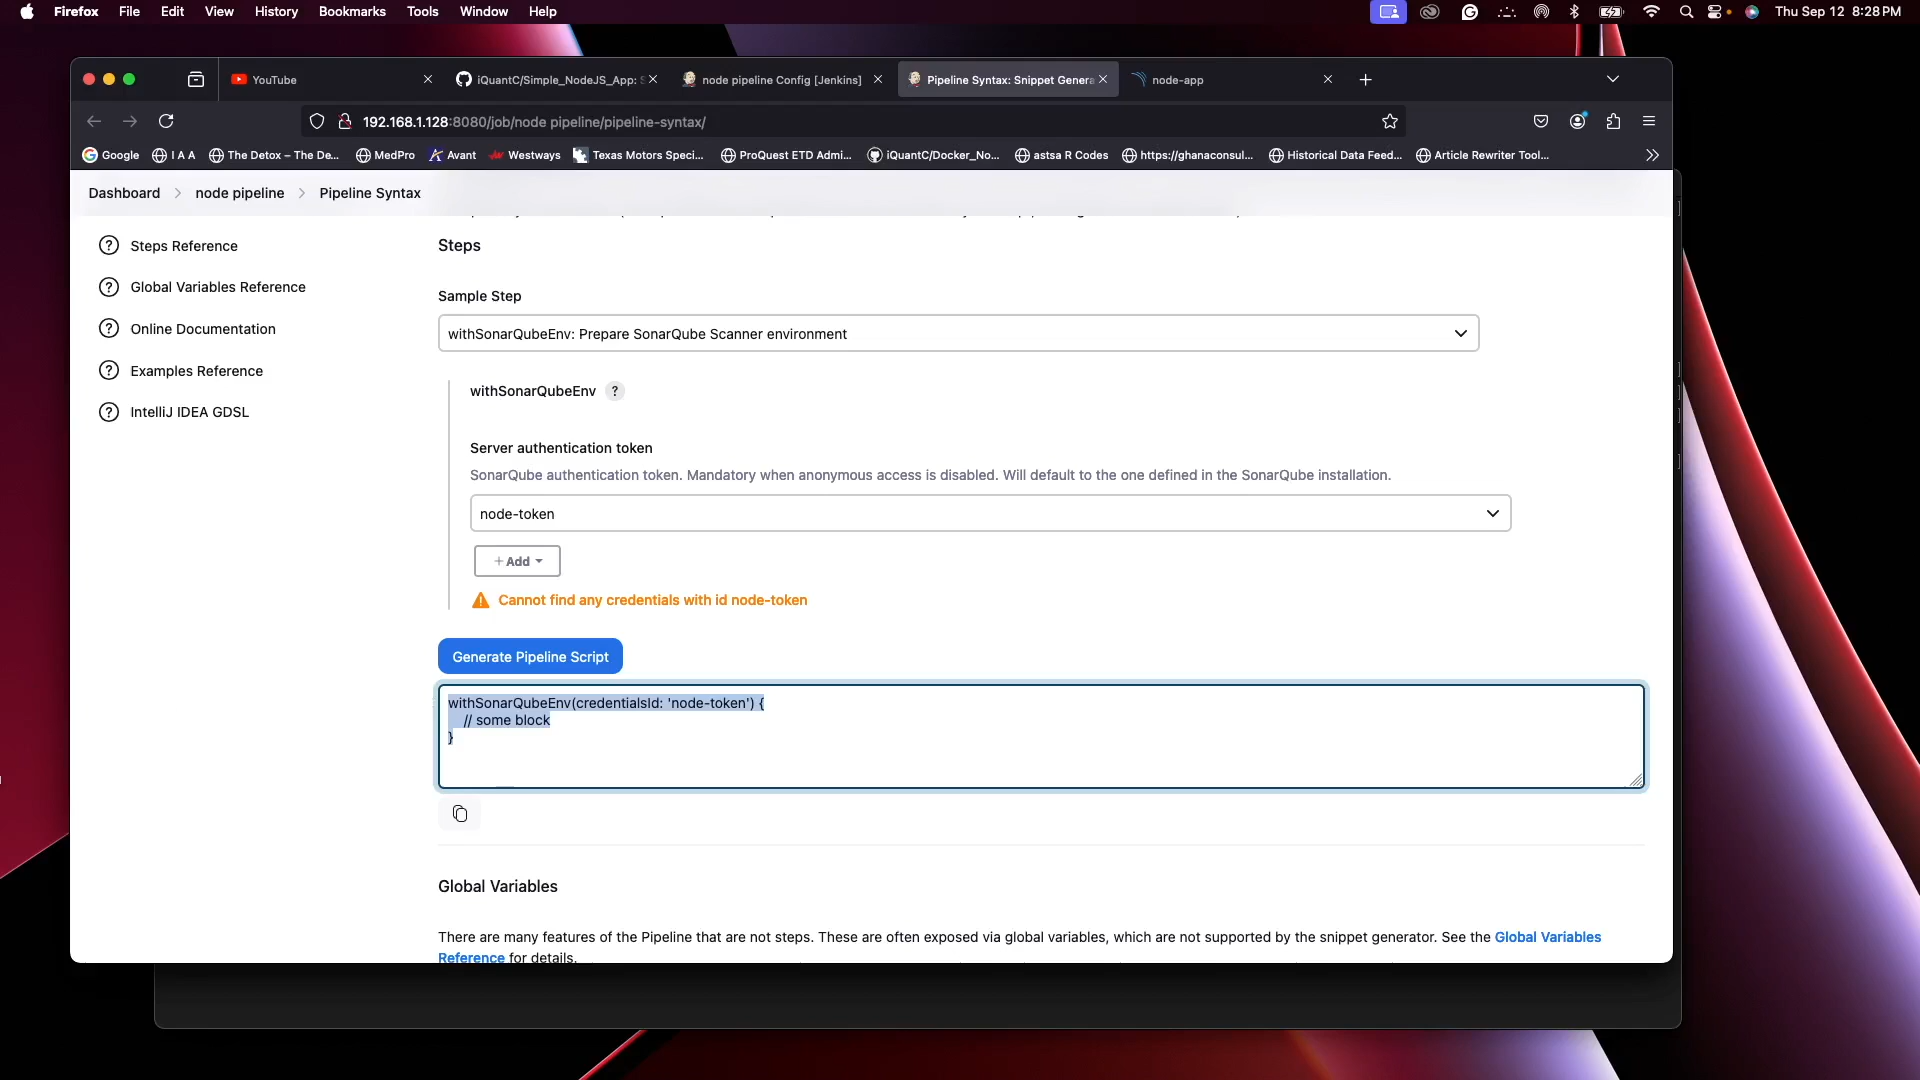 Firefox File Edit View History Bookmarks Tools Window Help Thu Sep 12 8:28 PM
YouTube iQuantC/Simple_NodeJS_App: S node pipeline Config [Jenkins] Pipeline Syntax: Snippet Genera node-app
192.168.1.128:8080/job/node pipeline/pipeline-syntax/
Google I A A The Detox – The De... MedPro Avant Westways Texas Motors Speci... ProQuest ETD Admi... iQuantC/Docker_No... astsa R Codes https://ghanaconsul... Historical Data Feed... Article Rewriter Tool...
Dashboard > node pipeline > Pipeline Syntax
Steps Reference
Global Variables Reference
Online Documentation
Examples Reference
IntelliJ IDEA GDSL
Steps
Sample Step
withSonarQubeEnv: Prepare SonarQube Scanner environment
withSonarQubeEnv ?
Server authentication token
SonarQube authentication token. Mandatory when anonymous access is disabled. Will default to the one defined in the SonarQube installation.
node-token
+ Add
Cannot find any credentials with id node-token
Generate Pipeline Script
withSonarQubeEnv(credentialsId: 'node-token') {
// some block
}
Global Variables
There are many features of the Pipeline that are not steps. These are often exposed via global variables, which are not supported by the snippet generator. See the Global Variables
Reference for details.